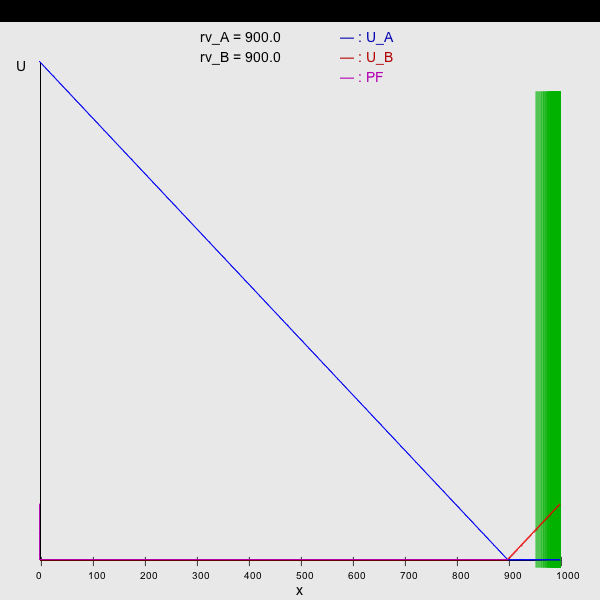 rv_A = 900.0
— : U_A
rv_B = 900.0
— : U_B
— : PF
U
0 100 200 300 400 500 600 700 800 900 1000
x